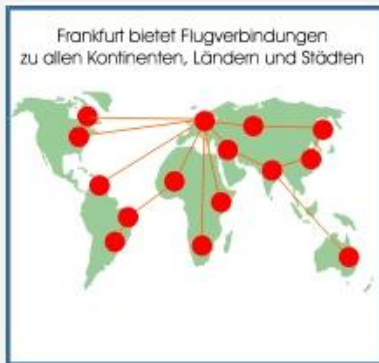 Frankfurt bietet Flugverbindungen
zu allen Kontinenten, Ländern und Städten